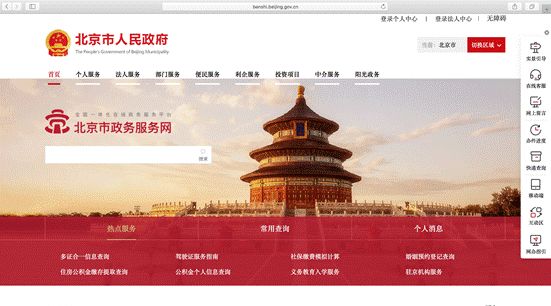 banshi.beijing.gov.cn
登录个人中心 | 登录法人中心 | 无障碍
北京市人民政府
The People's Government of Beijing Municipality
当前: 北京市 切换区域
首页 个人服务 法人服务 部门服务 便民服务 利企服务 投资项目 中介服务 阳光政务
全国一体化在线政务服务平台
北京市政务服务网
搜索
热点服务 常用查询 个人消息
多证合一信息查询 驾驶证服务指南 社保缴费模拟计算 婚姻预约登记查询
住房公积金缴存提取查询 公积金个人信息查询 义务教育入学服务 驻京机构服务
实景引导
在线客服
网上留言
办件进度
快递查询
移动端
互动区
网办指引